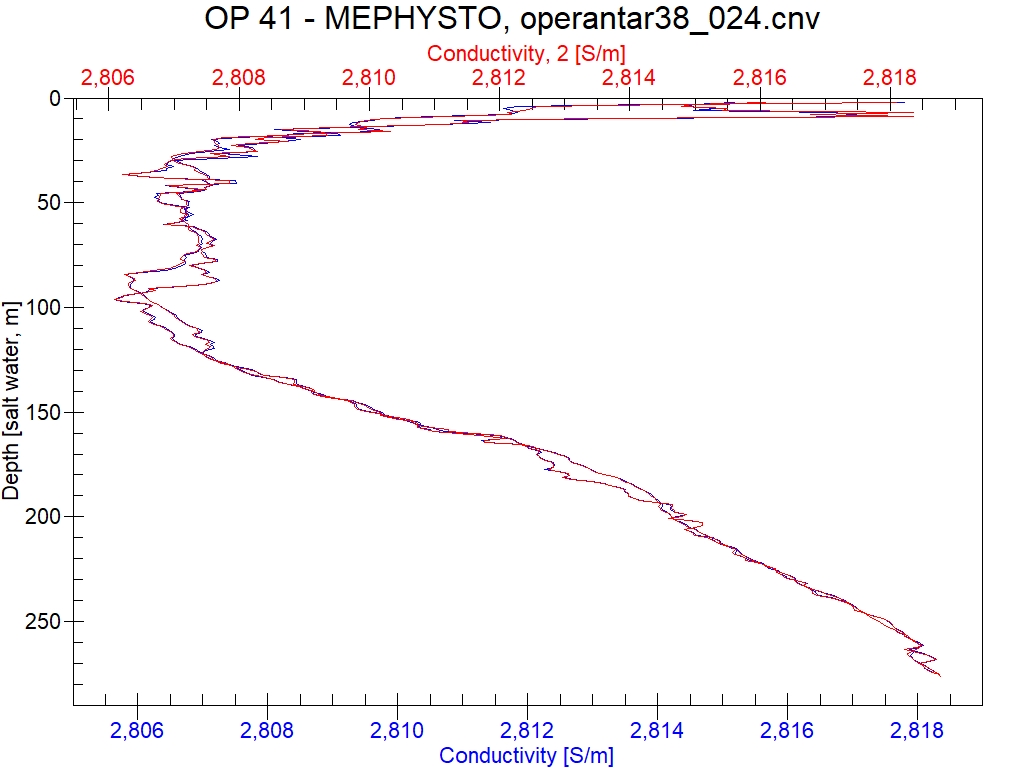 OP 41 - MEPHYSTO, operantar38_024.cnv
Conductivity, 2 [S/m]
2,806 2,808 2,810 2,812 2,814 2,816 2,818
0
50
100
150
200
250
Depth [salt water, m]
2,806 2,808 2,810 2,812 2,814 2,816 2,818
Conductivity [S/m]